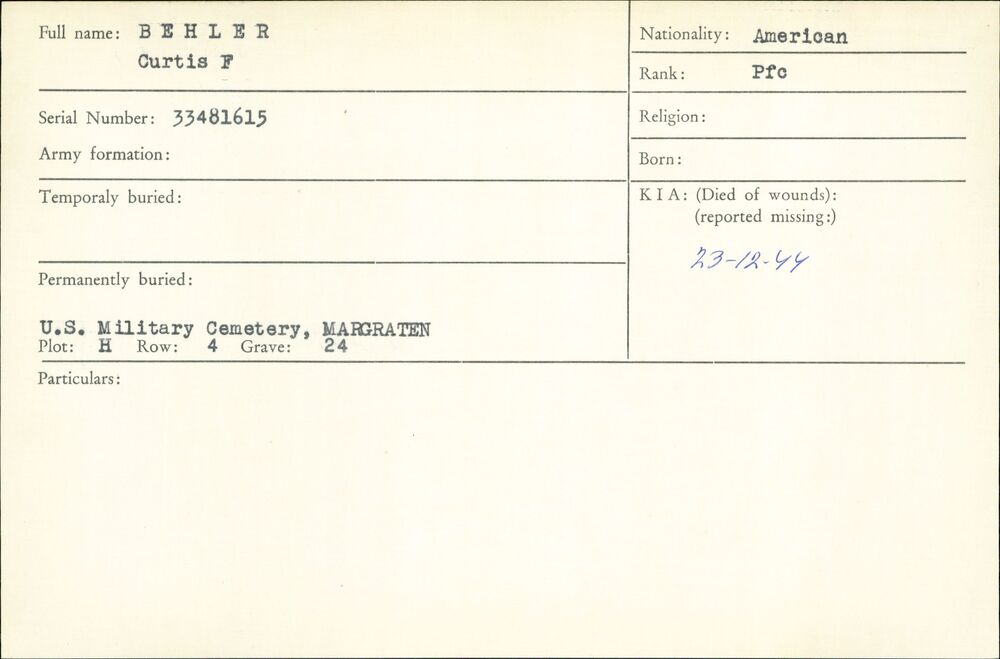 Full name: BEHLER
Curtis F
Serial Number: 33481615
Army formation:
Temporaly buried:
Permanently buried:
U.S. Military Cemetery, MARGRATEN
Plot: H Row: 4 Grave: 24
Nationality: American
Rank: Pfc
Religion:
Born:
K I A: (Died of wounds):
(reported missing:)
23-12-44
Particulars: